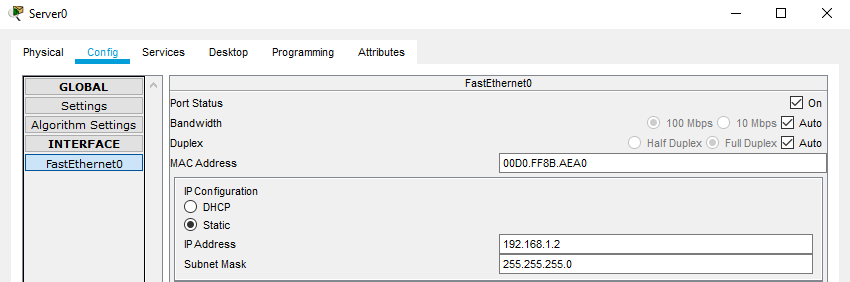 Server0
Physical Config Services Desktop Programming Attributes
GLOBAL
Settings
Algorithm Settings
INTERFACE
FastEthernet0
FastEthernet0
Port Status On
Bandwidth 100 Mbps 10 Mbps Auto
Duplex Half Duplex Full Duplex Auto
MAC Address 00D0.FF8B.AEA0
IP Configuration
DHCP
Static
IP Address 192.168.1.2
Subnet Mask 255.255.255.0